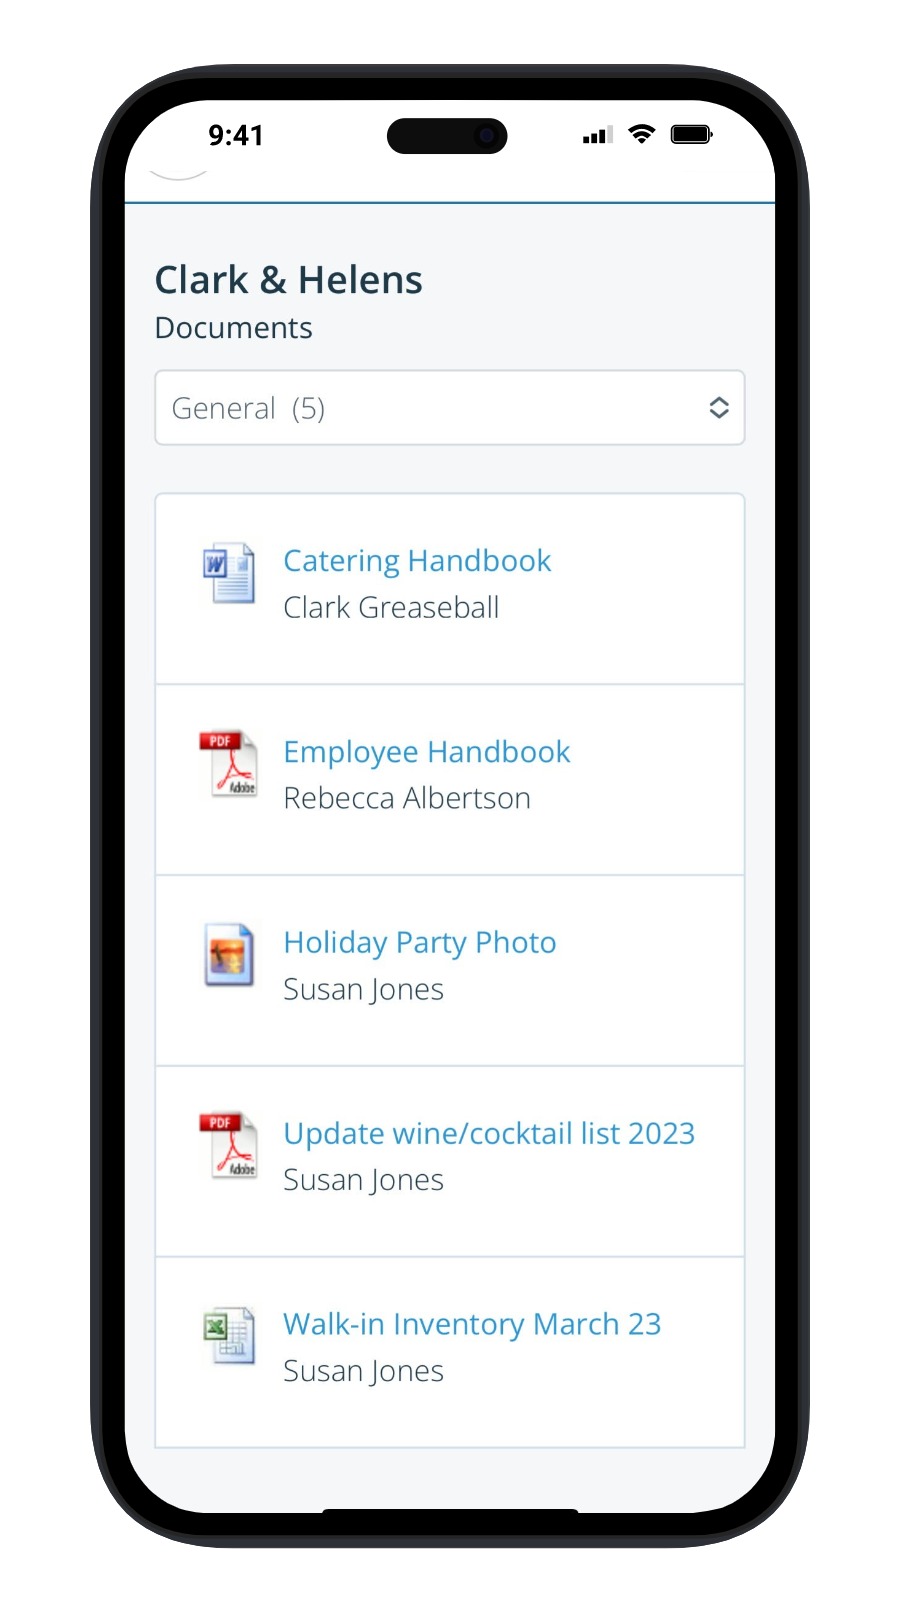 9:41
Clark & Helens
Documents
General (5)
W
Catering Handbook
Clark Greaseball
PDF
Adobe
Employee Handbook
Rebecca Albertson
Holiday Party Photo
Susan Jones
PDF
Adobe
Update wine/cocktail list 2023
Susan Jones
X
Walk-in Inventory March 23
Susan Jones